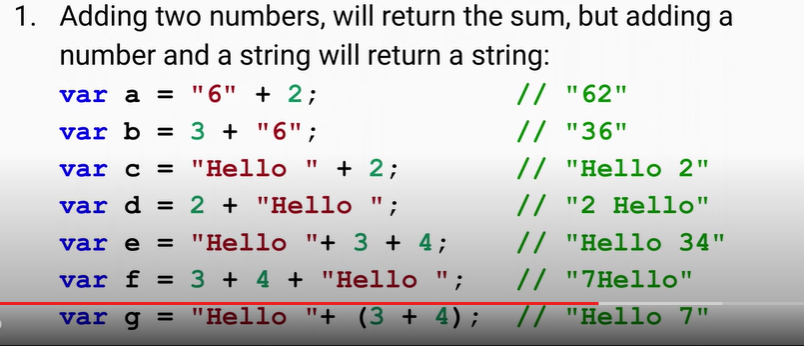 1. Adding two numbers, will return the sum, but adding a
number and a string will return a string:
var a = "6" + 2; // "62"
var b = 3 + "6"; // "36"
var c = "Hello " + 2; // "Hello 2"
var d = 2 + "Hello "; // "2 Hello"
var e = "Hello "+ 3 + 4; // "Hello 34"
var f = 3 + 4 + "Hello "; // "7Hello"
var g = "Hello "+ (3 + 4); // "Hello 7"